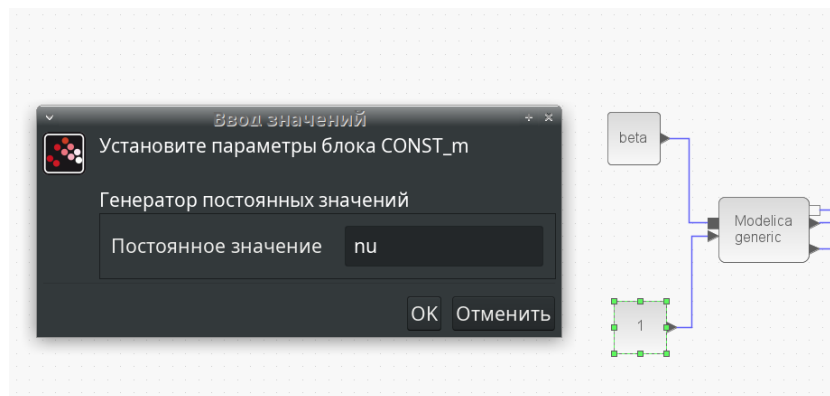 Ввод значений
Установите параметры блока CONST_m
Генератор постоянных значений
Постоянное значение nu
OK Отменить
beta
Modelica
generic
1